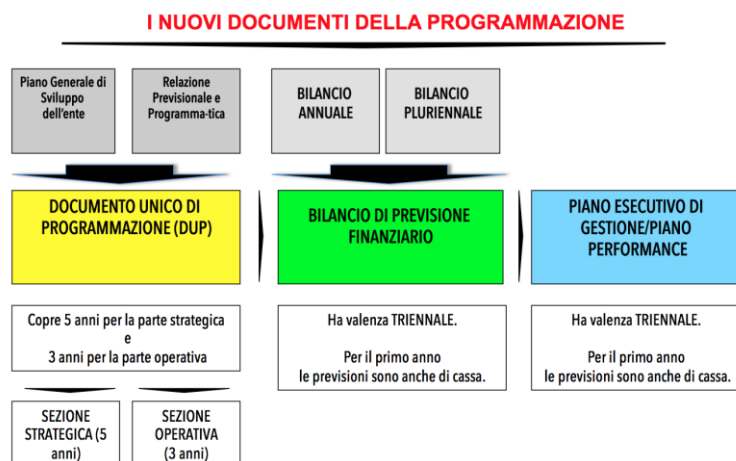 I NUOVI DOCUMENTI DELLA PROGRAMMAZIONE
Piano Generale di
Sviluppo
dell'ente
Relazione
Previsionale e
Programma-tica
BILANCIO
ANNUALE
BILANCIO
PLURIENNALE
DOCUMENTO UNICO DI
PROGRAMMAZIONE (DUP)
BILANCIO DI PREVISIONE
FINANZIARIO
PIANO ESECUTIVO DI
GESTIONE/PIANO
PERFORMANCE
Copre 5 anni per la parte strategica
e
3 anni per la parte operativa
Ha valenza TRIENNALE.
Per il primo anno
le previsioni sono anche di cassa.
Ha valenza TRIENNALE.
Per il primo anno
le previsioni sono anche di cassa.
SEZIONE
STRATEGICA (5
anni)
SEZIONE
OPERATIVA
(3 anni)